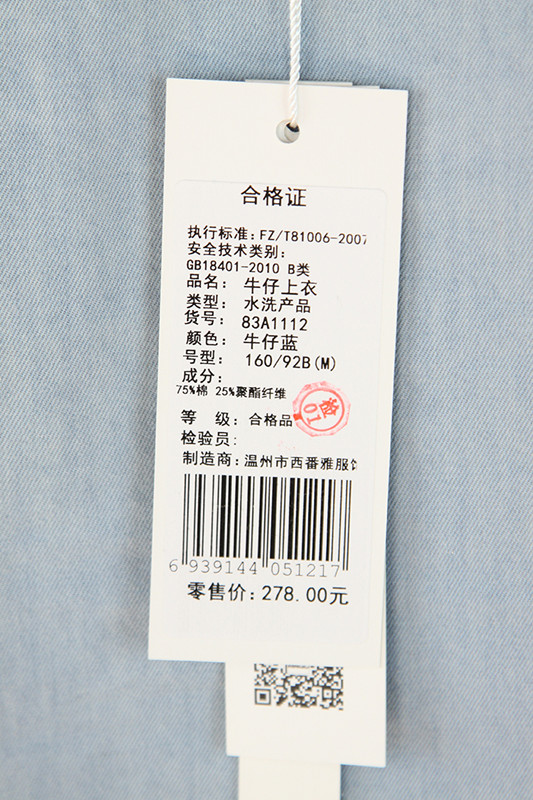 合格证
执行标准:FZ/T81006-2007
安全技术类别:
GB18401-2010 B类
品名: 牛仔上衣
类型: 水洗产品
货号: 83A1112
颜色: 牛仔蓝
号型: 160/92B(M)
成分:
75%棉 25%聚酯纤维
等 级:合格品
检01
检验员:
制造商:温州市西番雅服饰
6 939144 051217
零售价:278.00元